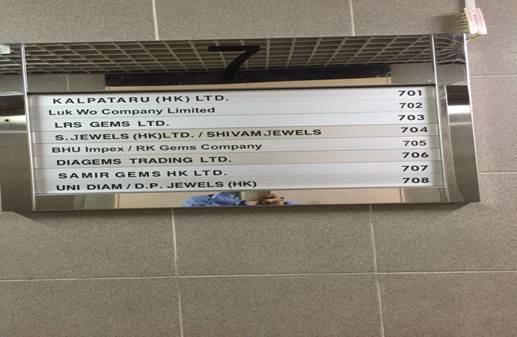 7
KALPATARU (HK) LTD. 701
Luk Wo Company Limited 702
LRS GEMS LTD. 703
S.JEWELS (HK)LTD. / SHIVAM JEWELS 704
BHU Impex / RK Gems Company 705
DIAGEMS TRADING LTD. 706
SAMIR GEMS HK LTD. 707
UNI DIAM / D.P. JEWELS (HK) 708